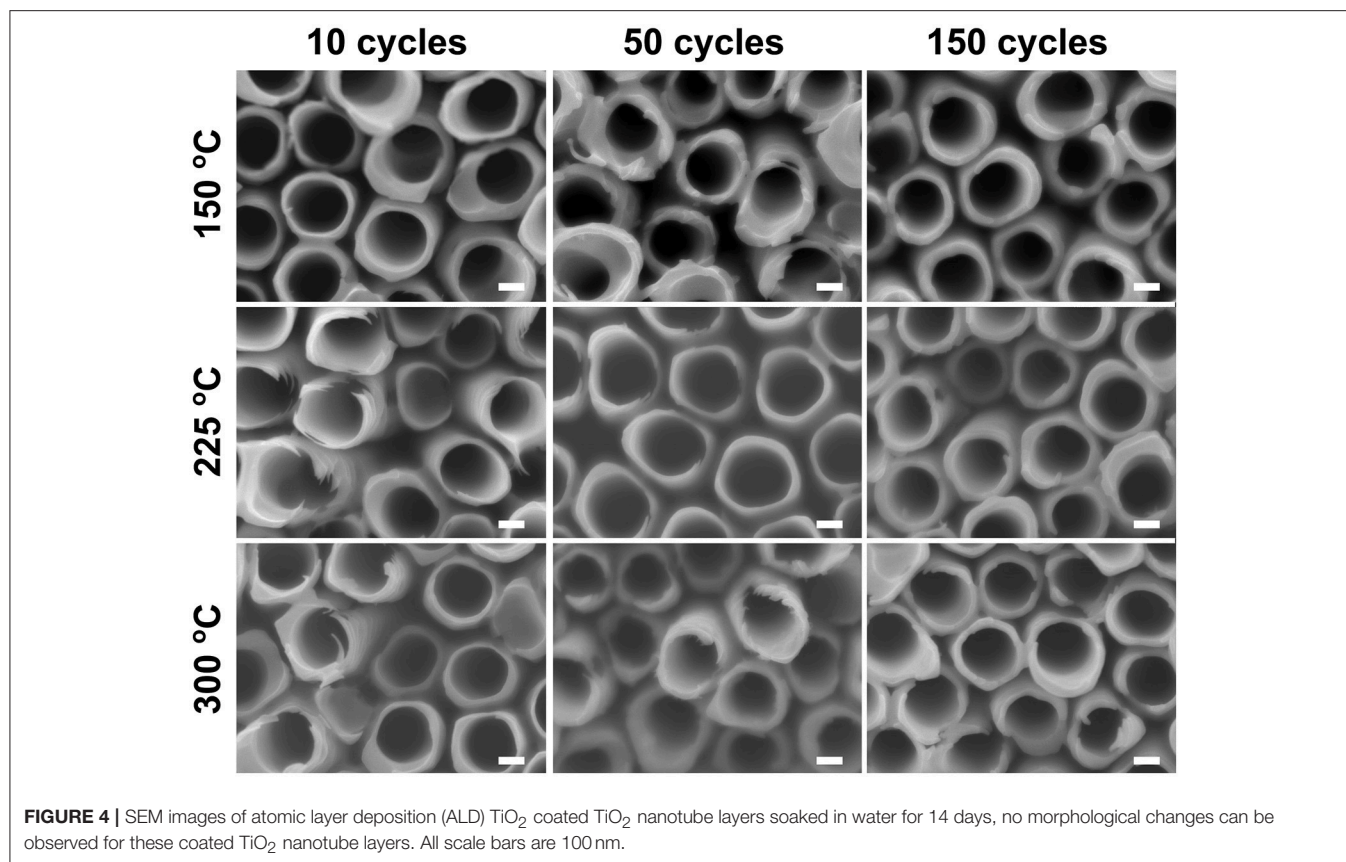 10 cycles 50 cycles 150 cycles
150 °C
225 °C
300 °C
FIGURE 4 | SEM images of atomic layer deposition (ALD) TiO₂ coated TiO₂ nanotube layers soaked in water for 14 days, no morphological changes can be
observed for these coated TiO₂ nanotube layers. All scale bars are 100 nm.